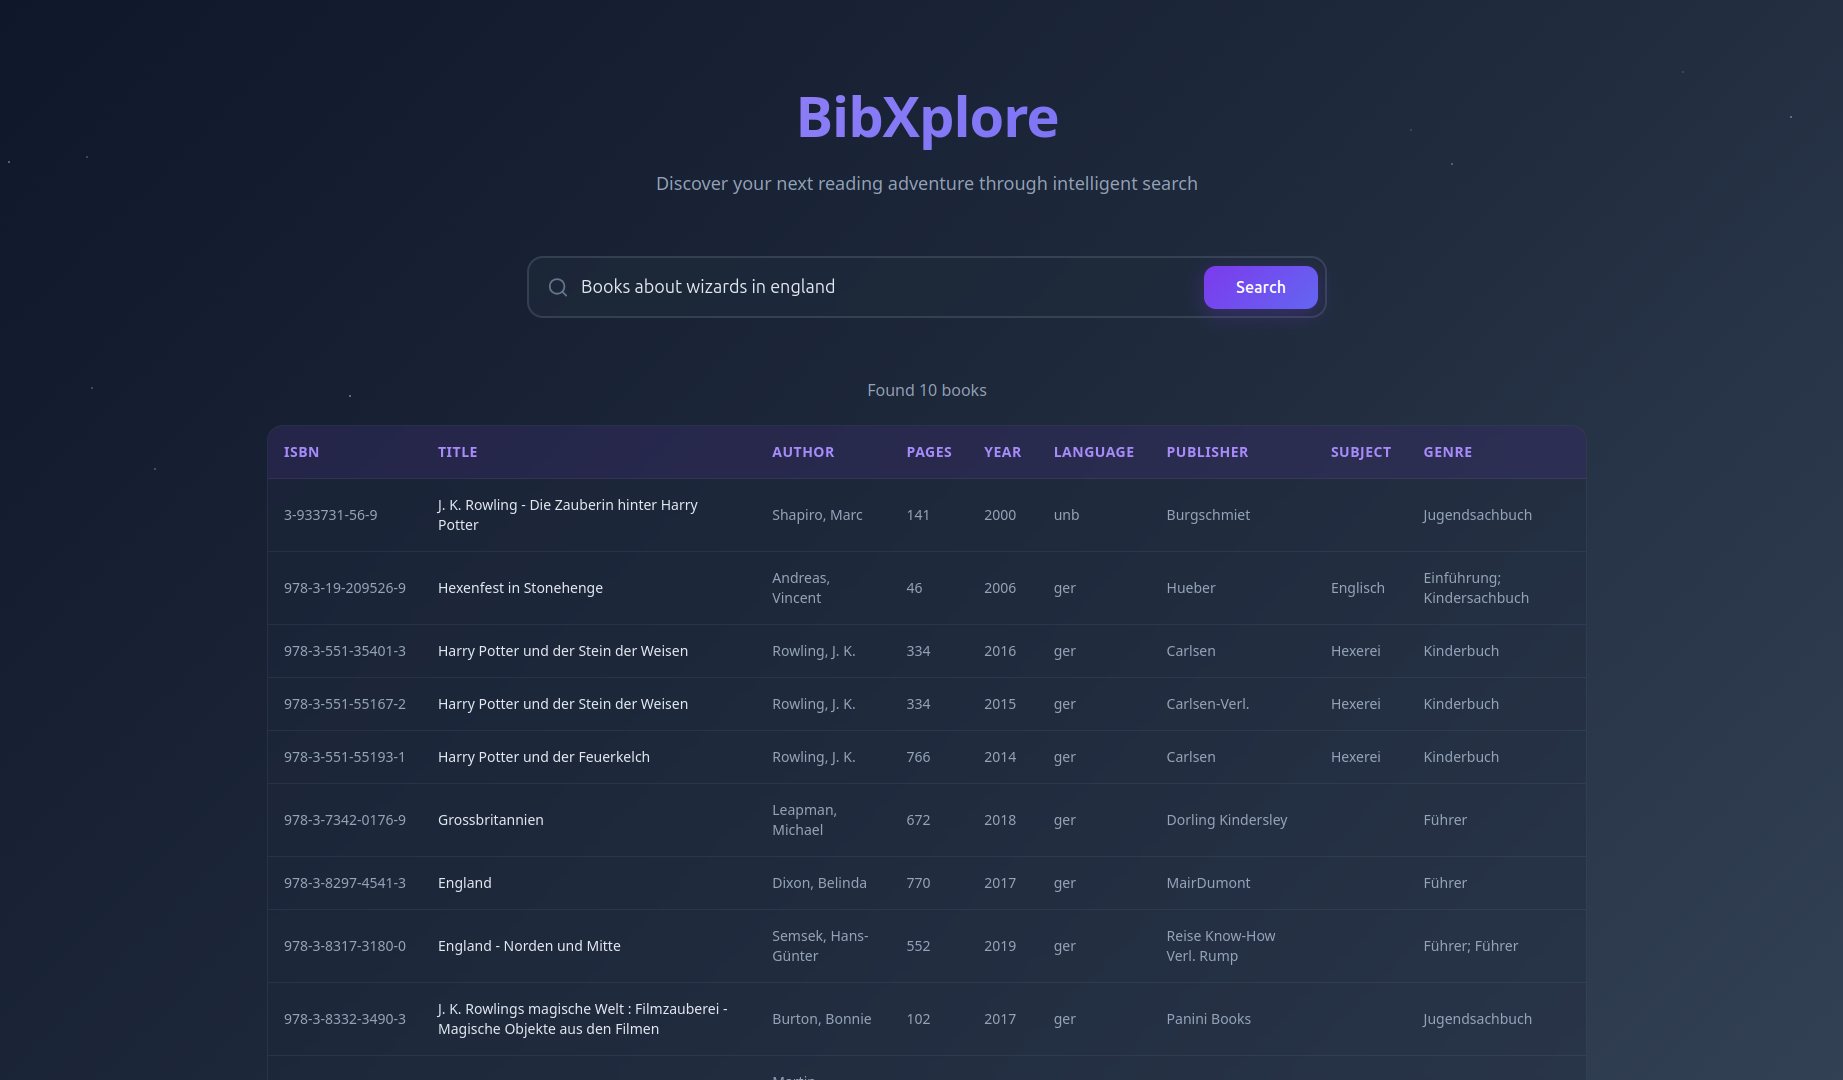 BibXplore
Discover your next reading adventure through intelligent search
Books about wizards in england
Search
Found 10 books
ISBN TITLE AUTHOR PAGES YEAR LANGUAGE PUBLISHER SUBJECT GENRE
3-933731-56-9 J. K. Rowling - Die Zauberin hinter Harry Potter Shapiro, Marc 141 2000 unb Burgschmiet Jugendsachbuch
978-3-19-209526-9 Hexenfest in Stonehenge Andreas, Vincent 46 2006 ger Hueber Englisch Einführung; Kindersachbuch
978-3-551-35401-3 Harry Potter und der Stein der Weisen Rowling, J. K. 334 2016 ger Carlsen Hexerei Kinderbuch
978-3-551-55167-2 Harry Potter und der Stein der Weisen Rowling, J. K. 334 2015 ger Carlsen-Verl. Hexerei Kinderbuch
978-3-551-55193-1 Harry Potter und der Feuerkelch Rowling, J. K. 766 2014 ger Carlsen Hexerei Kinderbuch
978-3-7342-0176-9 Grossbritannien Leapman, Michael 672 2018 ger Dorling Kindersley Führer
978-3-8297-4541-3 England Dixon, Belinda 770 2017 ger MairDumont Führer
978-3-8317-3180-0 England - Norden und Mitte Semsek, Hans-Günter 552 2019 ger Reise Know-How Verl. Rump Führer; Führer
978-3-8332-3490-3 J. K. Rowlings magische Welt : Filmzauberei - Magische Objekte aus den Filmen Burton, Bonnie 102 2017 ger Panini Books Jugendsachbuch